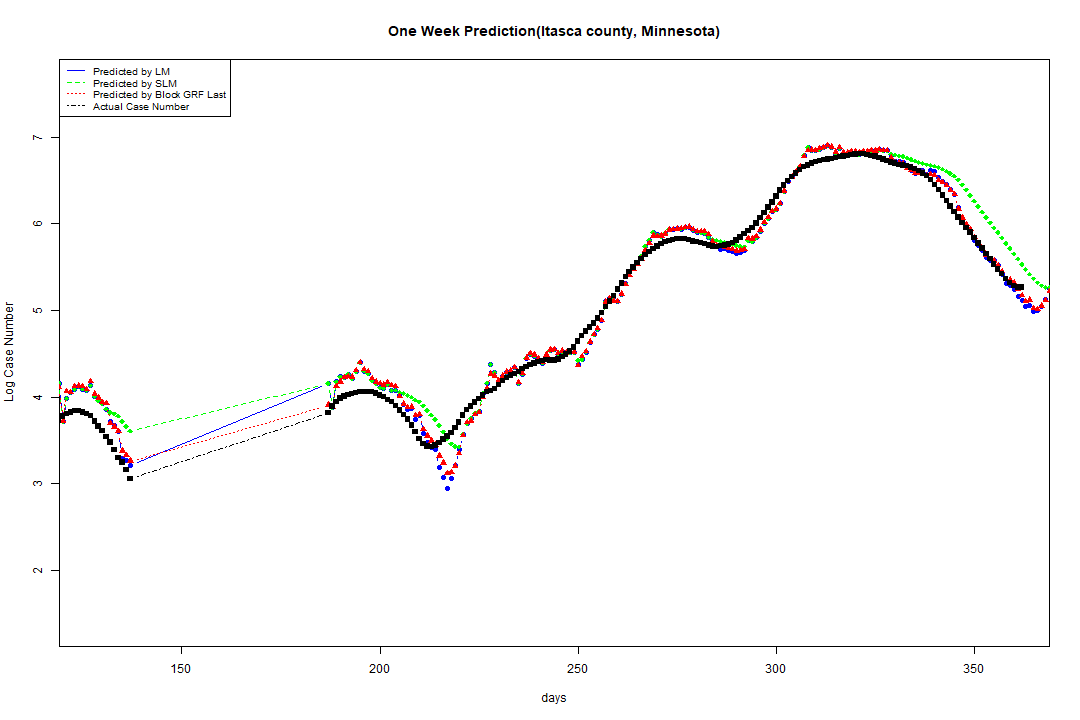 One Week Prediction(Itasca county, Minnesota)
Predicted by LM
Predicted by SLM
Predicted by Block GRF Last
Actual Case Number
7
6
5
4
3
2
Log Case Number
150 200 250 300 350
days